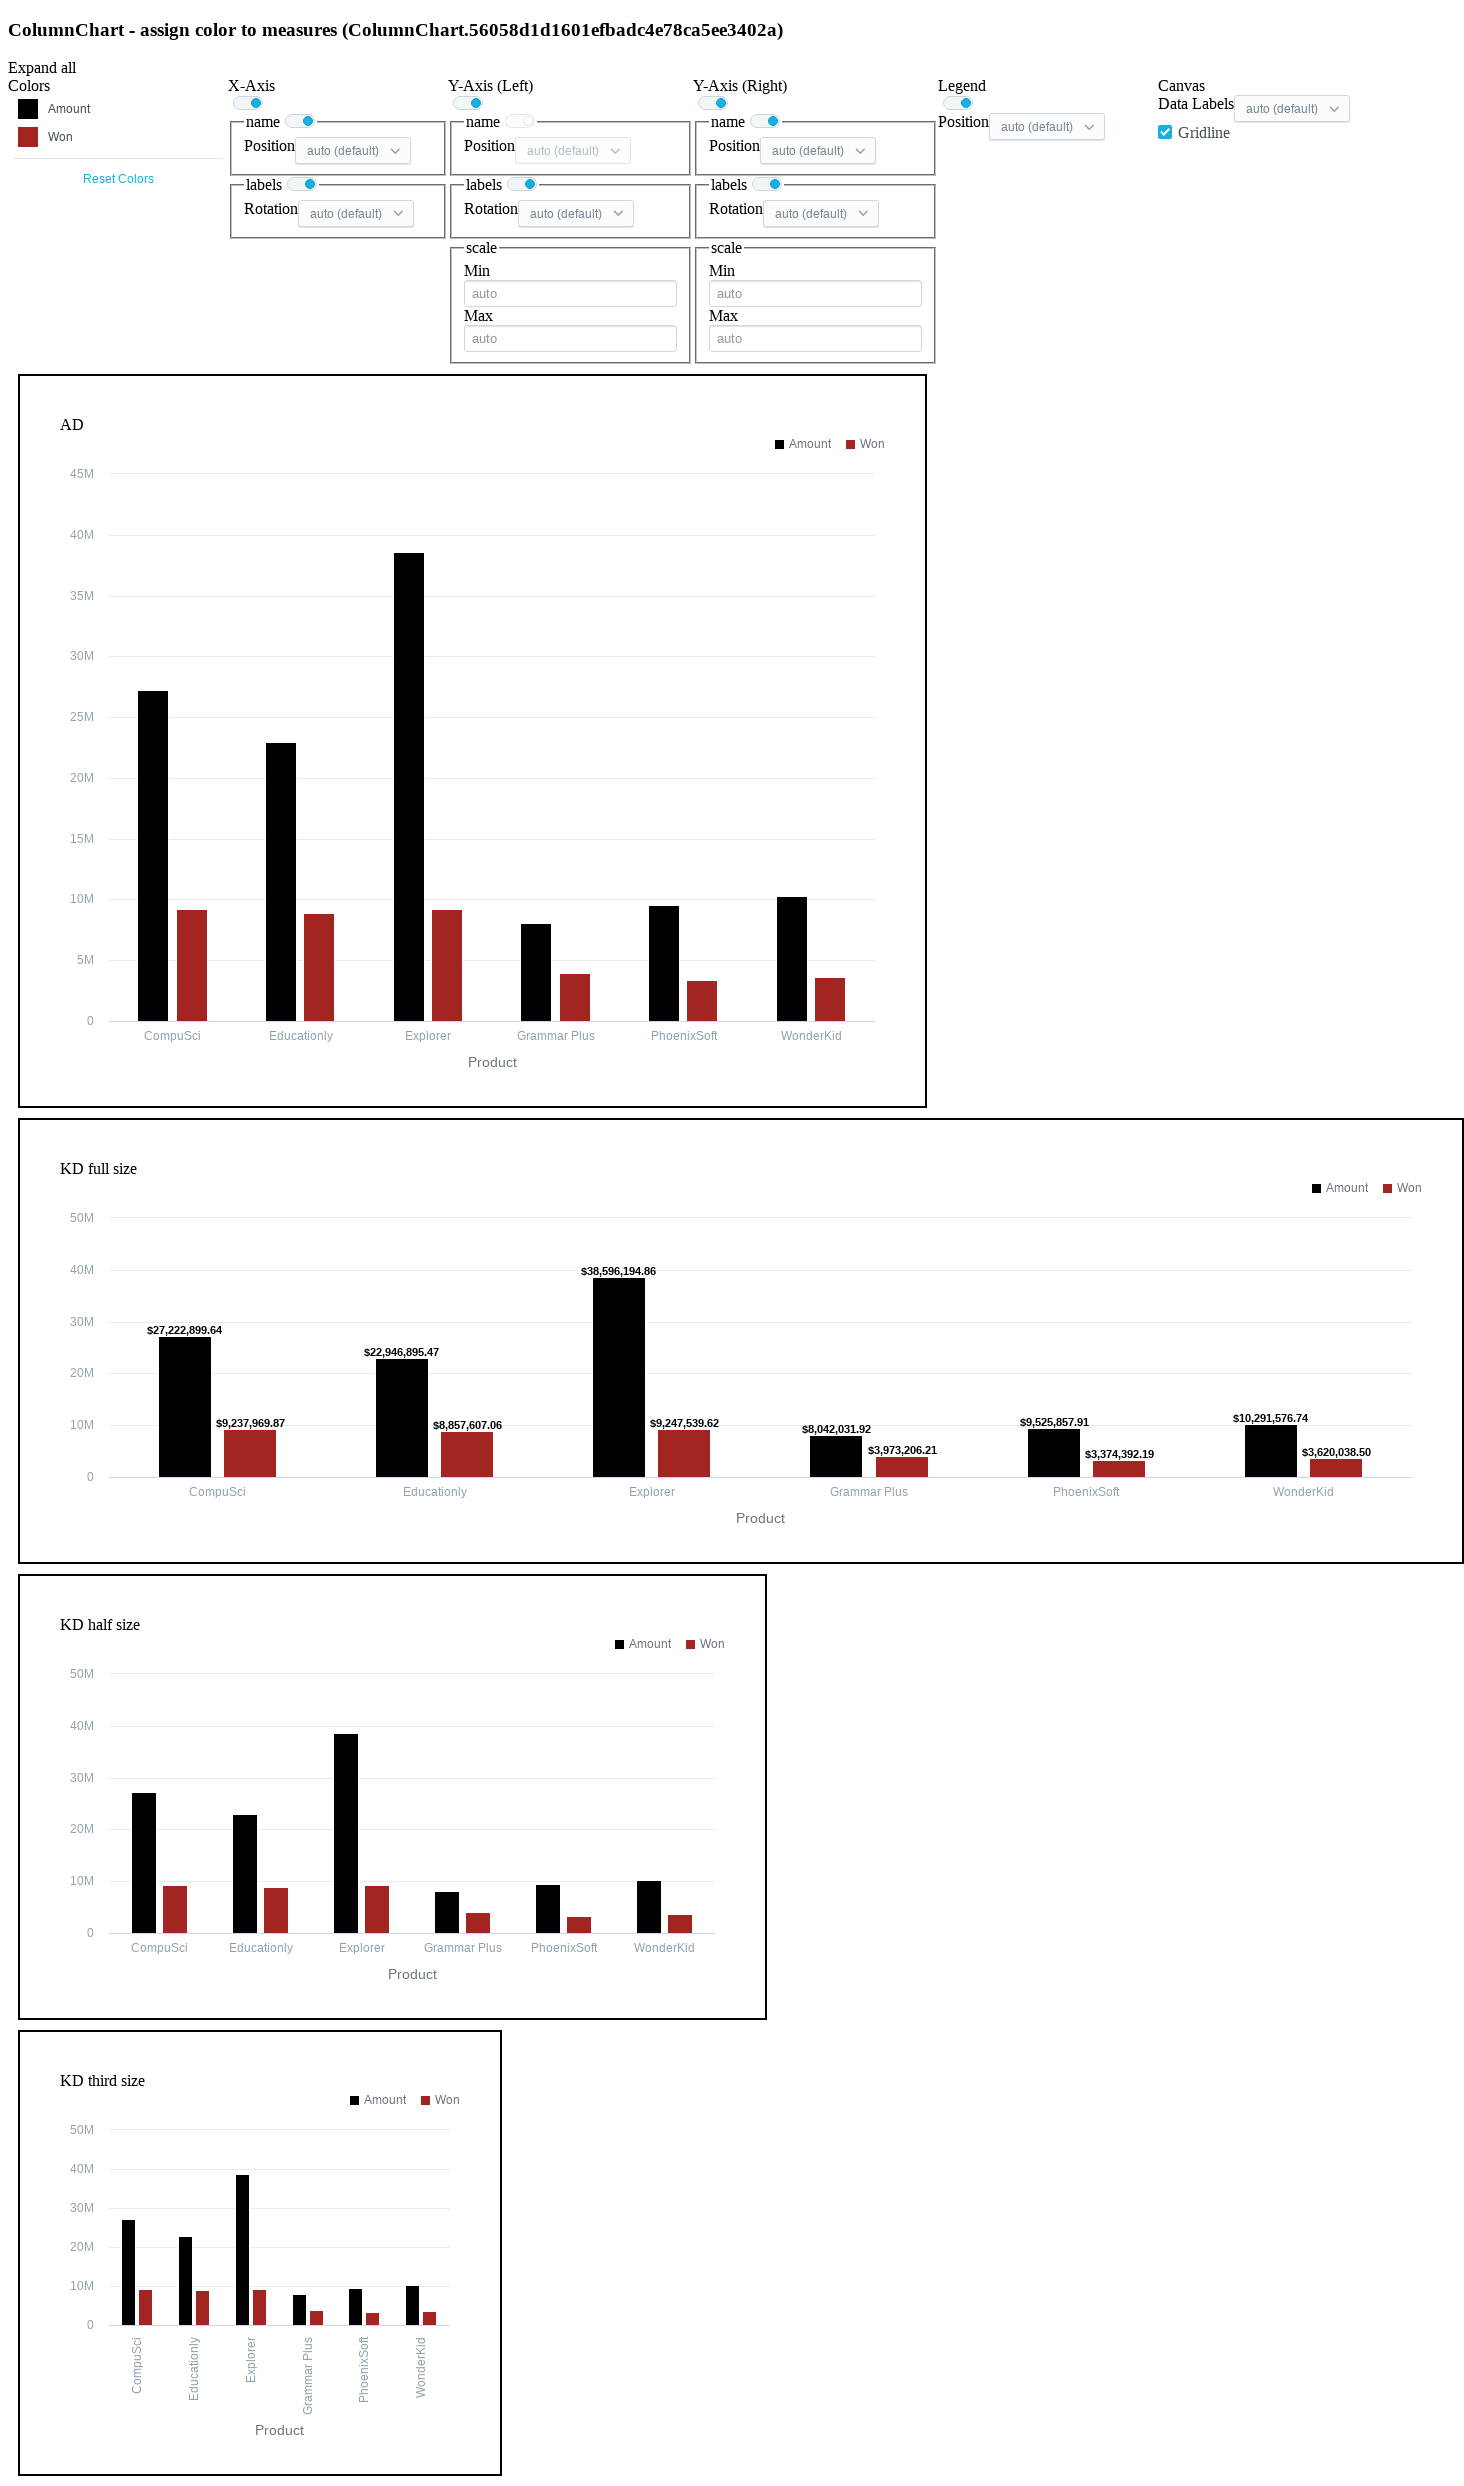 ColumnChart - assign color to measures (ColumnChart.56058d1d1601efbadc4e78ca5ee3402a)
Expand all
Colors
Amount
Won
Reset Colors
X-Axis
name
Position auto (default)
labels
Rotation auto (default)
Y-Axis (Left)
name
Position auto (default)
labels
Rotation auto (default)
scale
Min
auto
Max
auto
Y-Axis (Right)
name
Position auto (default)
labels
Rotation auto (default)
scale
Min
auto
Max
auto
Legend
Position auto (default)
Canvas
Data Labels auto (default)
Gridline
AD
Amount Won
45M
40M
35M
30M
25M
20M
15M
10M
5M
0
CompuSci Educationly Explorer Grammar Plus PhoenixSoft WonderKid
Product
KD full size
Amount Won
50M
40M
30M
20M
10M
0
$27,222,899.64
$9,237,969.87
$22,946,895.47
$8,857,607.06
$38,596,194.86
$9,247,539.62
$8,042,031.92
$3,973,206.21
$9,525,857.91
$3,374,392.19
$10,291,576.74
$3,620,038.50
CompuSci Educationly Explorer Grammar Plus PhoenixSoft WonderKid
Product
KD half size
Amount Won
50M
40M
30M
20M
10M
0
CompuSci Educationly Explorer Grammar Plus PhoenixSoft WonderKid
Product
KD third size
Amount Won
50M
40M
30M
20M
10M
0
CompuSci
Educationly
Explorer
Grammar Plus
PhoenixSoft
WonderKid
Product